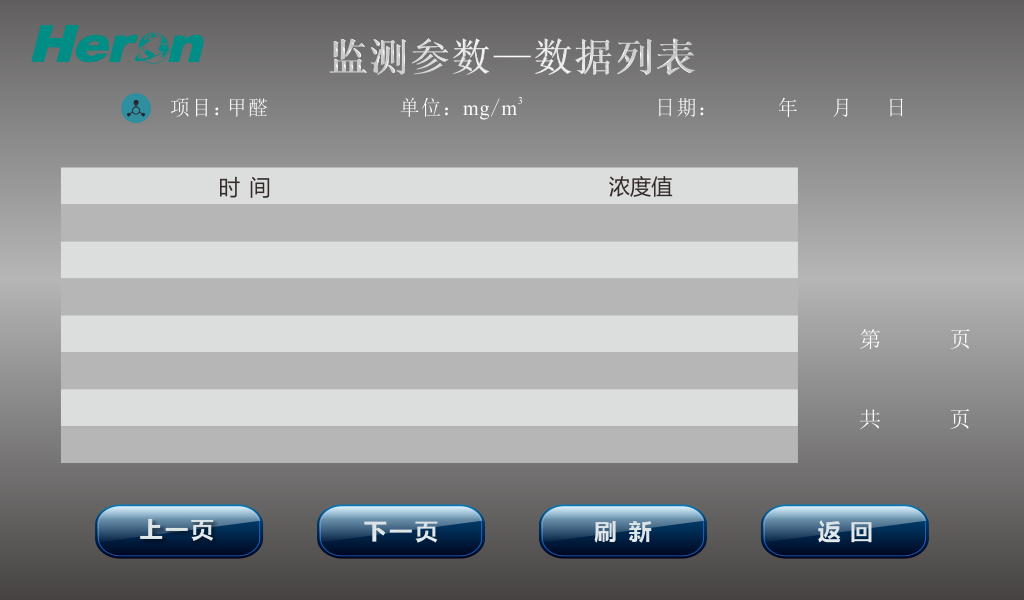 Heron
监测参数—数据列表
项目：甲醛 单位：mg/m³ 日期： 年 月 日
时 间 浓度值
第 页
共 页
上一页 下一页 刷 新 返 回